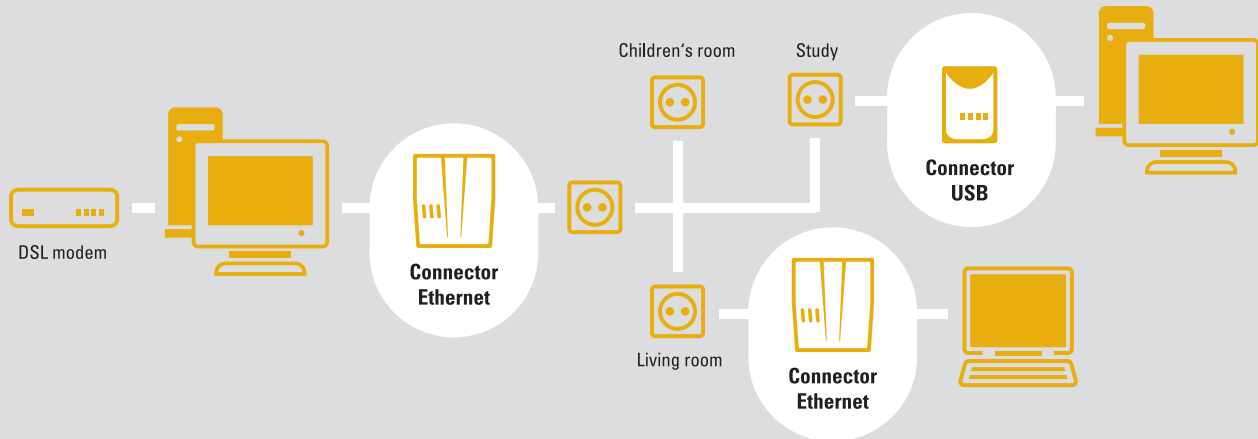 Children‘s room
Study
Connector
USB
DSL modem
Connector
Ethernet
Living room
Connector
Ethernet